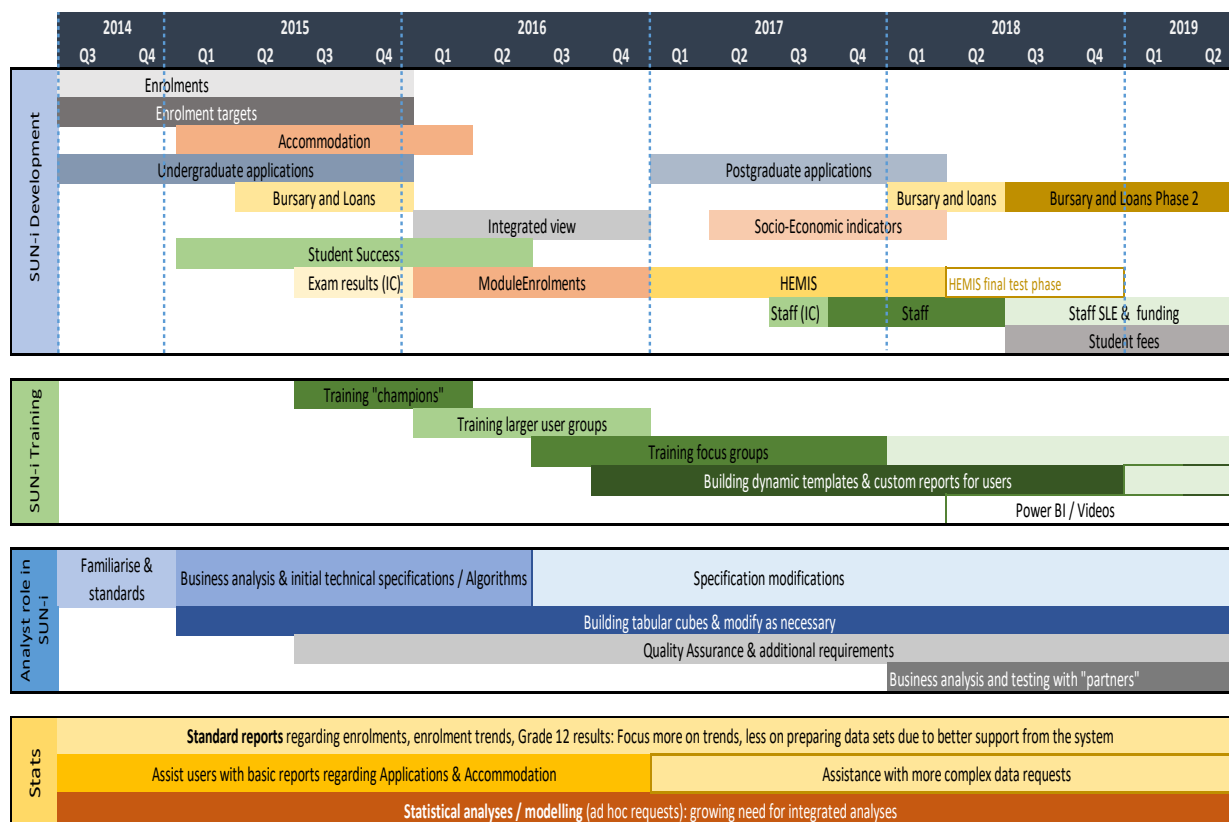 2014 2015 2016 2017 2018 2019
Q3 Q4 Q1 Q2 Q3 Q4 Q1 Q2 Q3 Q4 Q1 Q2 Q3 Q4 Q1 Q2 Q3 Q4 Q1 Q2
SUN-i Development
Enrolments
Enrolment targets
Accommodation
Undergraduate applications Postgraduate applications
Bursary and Loans Bursary and loans Bursary and Loans Phase 2
Integrated view Socio-Economic indicators
Student Success
Exam results (IC) ModuleEnrolments HEMIS HEMIS final test phase
Staff (IC) Staff Staff SLE & funding
Student fees
SUN-i Training
Training "champions"
Training larger user groups
Training focus groups
Building dynamic templates & custom reports for users
Power BI / Videos
Analyst role in
SUN-i
Familiarise &
standards
Business analysis & initial technical specifications / Algorithms Specification modifications
Building tabular cubes & modify as necessary
Quality Assurance & additional requirements
Business analysis and testing with "partners"
Stats
Standard reports regarding enrolments, enrolment trends, Grade 12 results: Focus more on trends, less on preparing data sets due to better support from the system
Assist users with basic reports regarding Applications & Accommodation Assistance with more complex data requests
Statistical analyses / modelling (ad hoc requests): growing need for integrated analyses